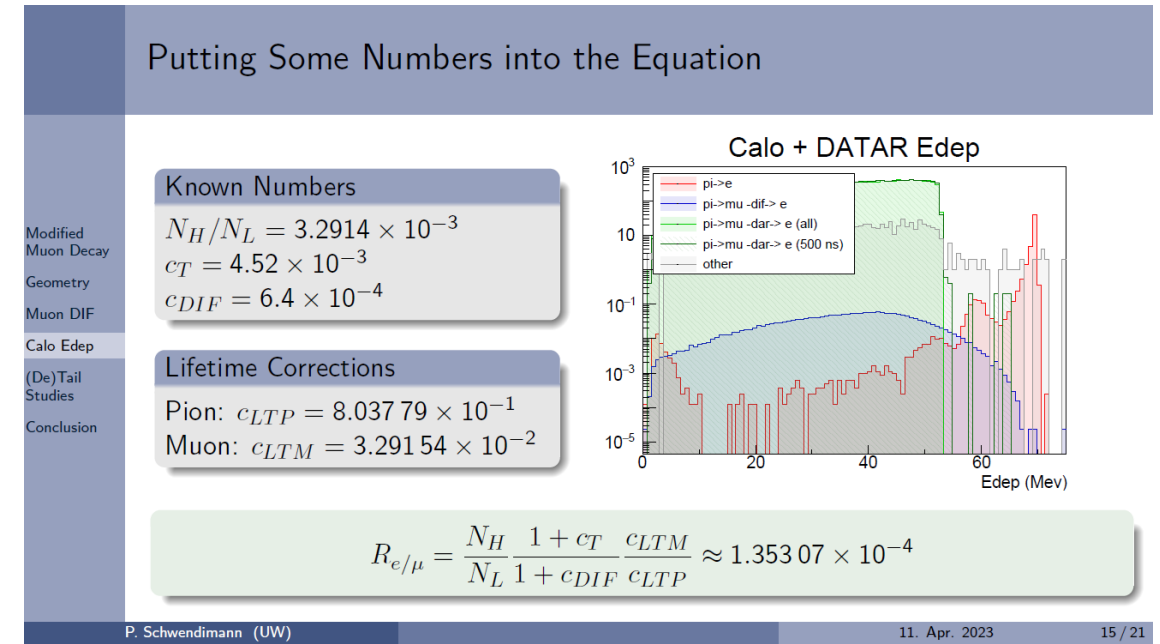 Putting Some Numbers into the Equation
Modified
Muon Decay
Geometry
Muon DIF
Calo Edep
(De)Tail
Studies
Conclusion
Known Numbers
N_H/N_L = 3.2914 × 10⁻³
c_T = 4.52 × 10⁻³
c_DIF = 6.4 × 10⁻⁴
Lifetime Corrections
Pion: c_LTP = 8.037 79 × 10⁻¹
Muon: c_LTM = 3.291 54 × 10⁻²
Calo + DATAR Edep
10³
10
10⁻¹
10⁻³
10⁻⁵
pi->e
pi->mu -dif-> e
pi->mu -dar-> e (all)
pi->mu -dar-> e (500 ns)
other
0 20 40 60
Edep (Mev)
R_e/μ = N_H/N_L (1 + c_T)/(1 + c_DIF) c_LTM/c_LTP ≈ 1.353 07 × 10⁻⁴
P. Schwendimann (UW) 11. Apr. 2023 15 / 21